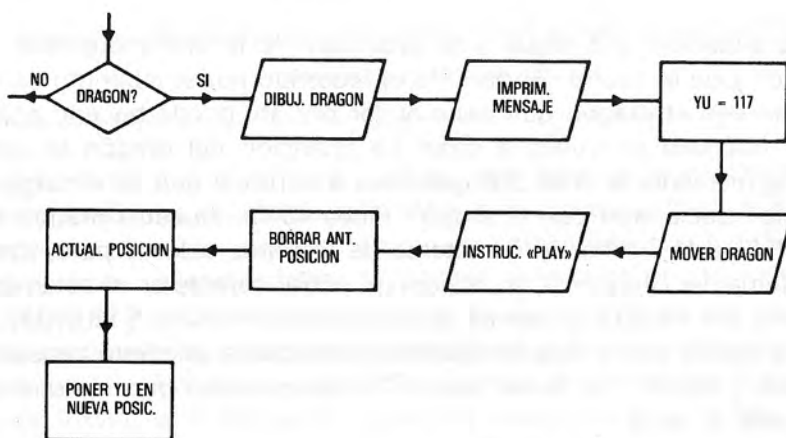 NO
DRAGON?
SI
DIBUJ. DRAGON
IMPRIM.
MENSAJE
YU = 117
MOVER DRAGON
INSTRUC. «PLAY»
BORRAR ANT.
POSICION
ACTUAL. POSICION
PONER YU EN
NUEVA POSIC.